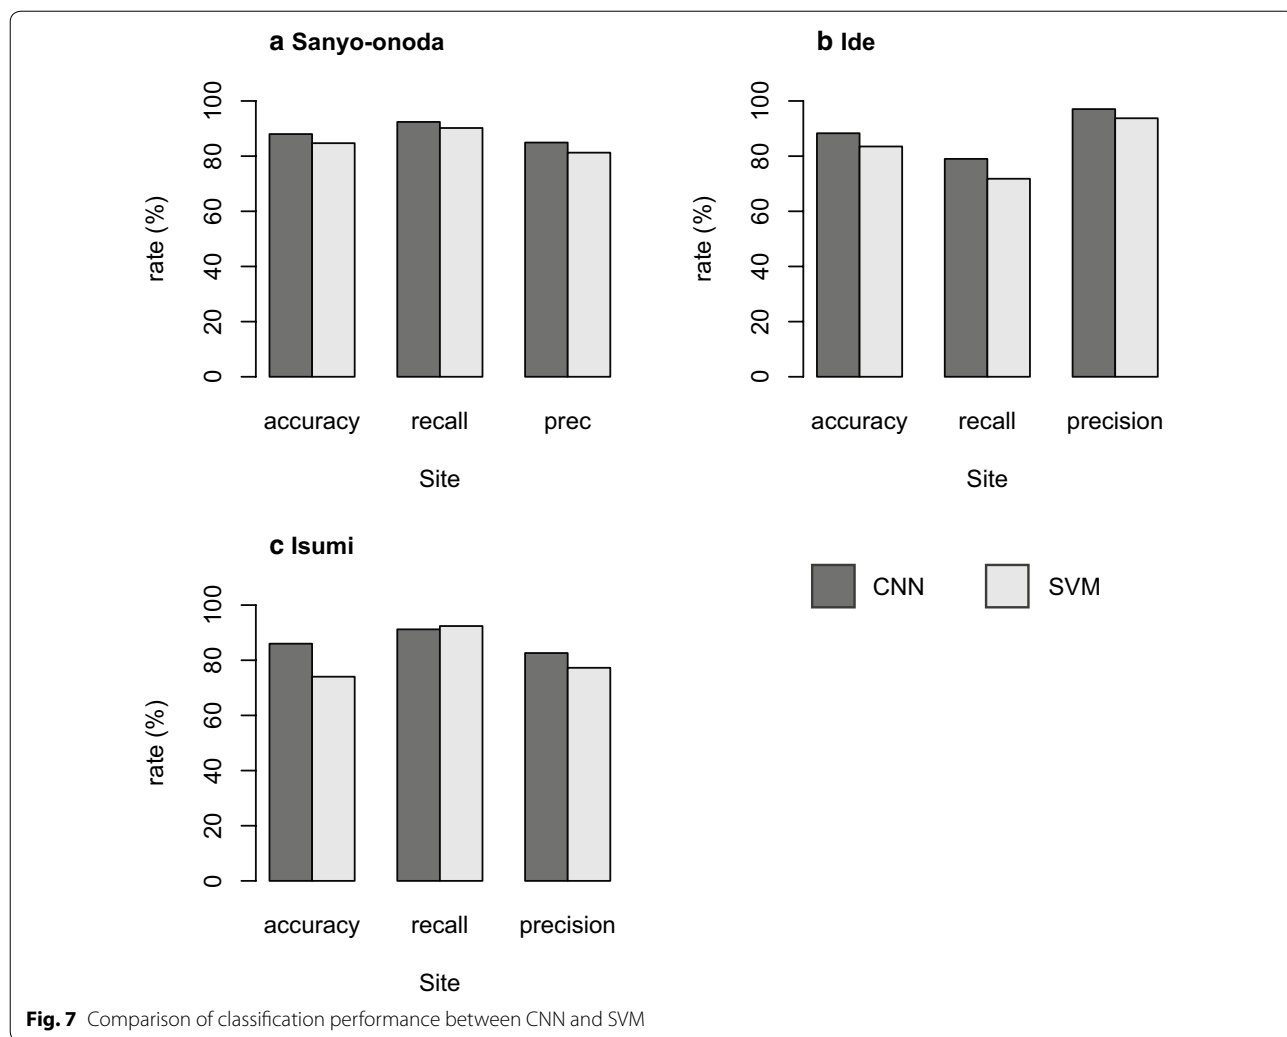 a Sanyo-onoda
100
80
60
40
20
0
rate (%)
accuracy recall prec
Site
b Ide
100
80
60
40
20
0
rate (%)
accuracy recall precision
Site
c Isumi
100
80
60
40
20
0
rate (%)
accuracy recall precision
Site
CNN SVM
Fig. 7 Comparison of classification performance between CNN and SVM